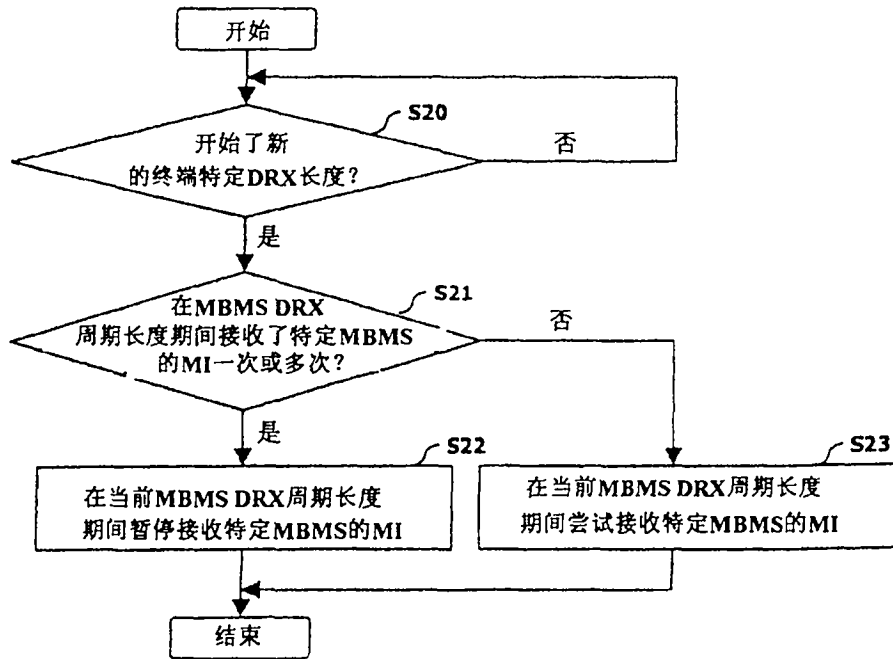 开始
S20
开始了新
的终端特定DRX长度?
否
是
S21
在MBMS DRX
周期长度期间接收了特定MBMS
的MI一次或多次?
否
是
S22
在当前MBMS DRX周期长度
期间暂停接收特定MBMS的MI
S23
在当前MBMS DRX周期长度
期间尝试接收特定MBMS的MI
结束